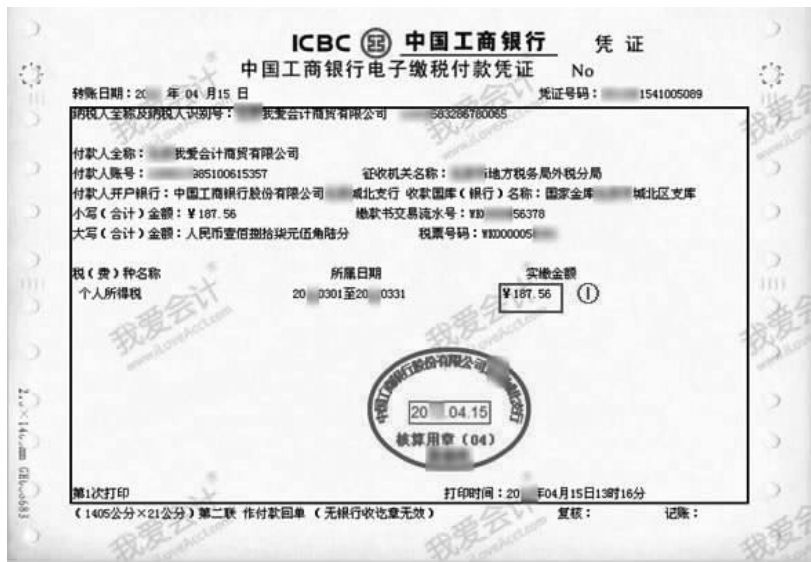 ICBC 中国工商银行 凭 证
中国工商银行电子缴税付款凭证 No
转账日期：20 年 04 月15 日 凭证号码： 1541005089
纳税人全称及纳税人识别号： 我爱会计商贸有限公司 583286780065
付款人全称： 我爱会计商贸有限公司
付款人账号： 985100615357 征收机关名称： 地方税务局外税分局
付款人开户银行：中国工商银行股份有限公司 城北支行 收款国库（银行）名称：国家金库 城北区支库
小写（合计）金额：¥187.56 缴款书交易流水号： 56378
大写（合计）金额：人民币壹佰捌拾柒元伍角陆分 税票号码：
税（费）种名称 所属日期 实缴金额
个人所得税 20 0301至20 0331 ¥187.56 ①
中国工商银行股份有限公司 城北支行
20 .04.15
核算用章（04）
第1次打印 打印时间：20 年04月15日13时16分
（1405公分×21公分）第二联 作付款回单（无银行收讫章无效） 复核： 记账：
我爱会计
www.iLoveAcct.com